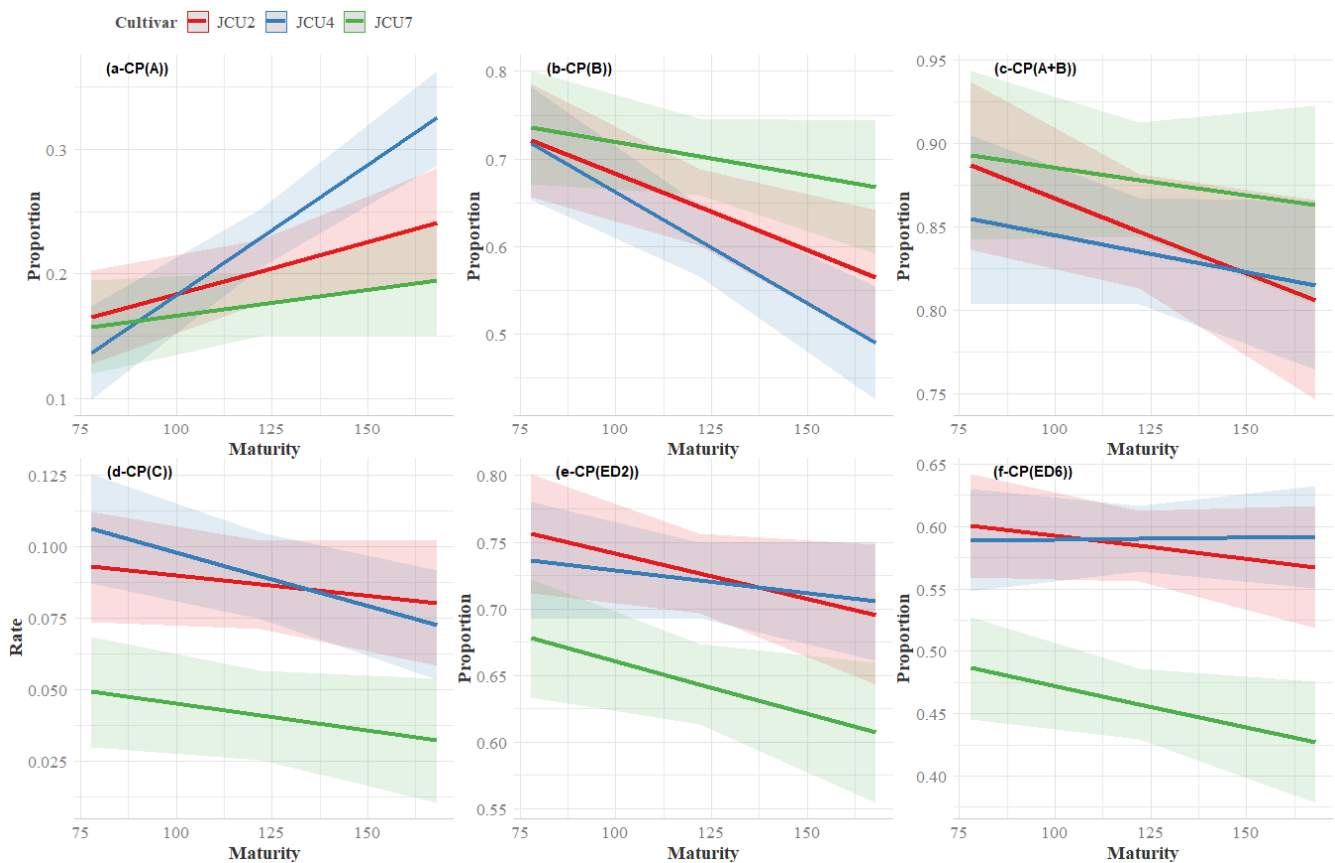 Cultivar JCU2 JCU4 JCU7
(a-CP(A))
Proportion
0.3
0.2
0.1
75 100 125 150
Maturity
(b-CP(B))
Proportion
0.8
0.7
0.6
0.5
75 100 125 150
Maturity
(c-CP(A+B))
Proportion
0.95
0.90
0.85
0.80
0.75
75 100 125 150
Maturity
(d-CP(C))
Rate
0.125
0.100
0.075
0.050
0.025
75 100 125 150
Maturity
(e-CP(ED2))
Proportion
0.80
0.75
0.70
0.65
0.60
0.55
75 100 125 150
Maturity
(f-CP(ED6))
Proportion
0.65
0.60
0.55
0.50
0.45
0.40
75 100 125 150
Maturity